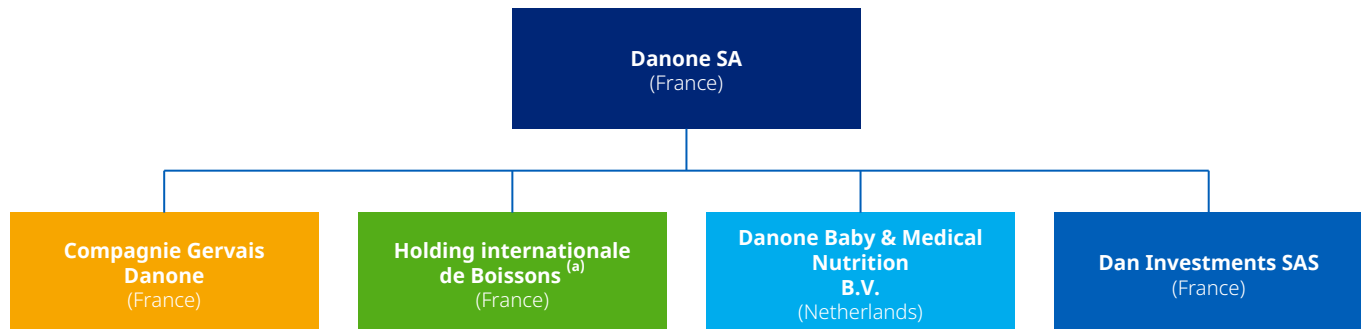 Danone SA
(France)
Compagnie Gervais
Danone
(France)
Holding internationale
de Boissons (a)
(France)
Danone Baby & Medical
Nutrition
B.V.
(Netherlands)
Dan Investments SAS
(France)